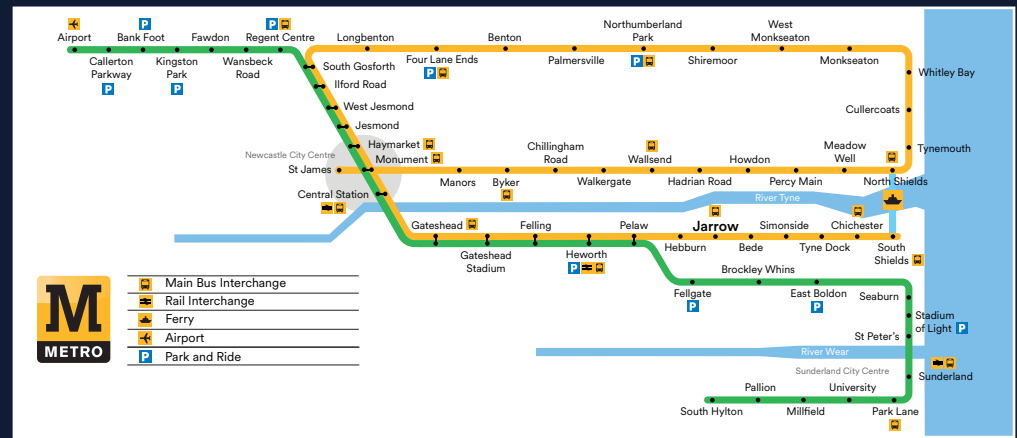 Airport
Bank Foot
Fawdon
Regent Centre
Callerton
Parkway
Kingston
Park
Wansbeck
Road
Longbenton
Four Lane Ends
Benton
Palmersville
Northumberland
Park
Shiremoor
West
Monkseaton
Monkseaton
Whitley Bay
Cullercoats
Tynemouth
South Gosforth
Ilford Road
West Jesmond
Jesmond
Haymarket
Newcastle City Centre
Monument
St James
Central Station
Manors
Byker
Chillingham
Road
Walkergate
Wallsend
Hadrian Road
Howdon
Percy Main
Meadow
Well
North Shields
River Tyne
Gateshead
Gateshead
Stadium
Felling
Heworth
Pelaw
Hebburn
Jarrow
Bede
Simonside
Tyne Dock
Chichester
South
Shields
Fellgate
Brockley Whins
East Boldon
Seaburn
Stadium
of Light
St Peter's
River Wear
Sunderland City Centre
Sunderland
South Hylton
Pallion
Millfield
University
Park Lane
M
METRO
Main Bus Interchange
Rail Interchange
Ferry
Airport
P Park and Ride
P
P
P
P
P
P
P
P
P